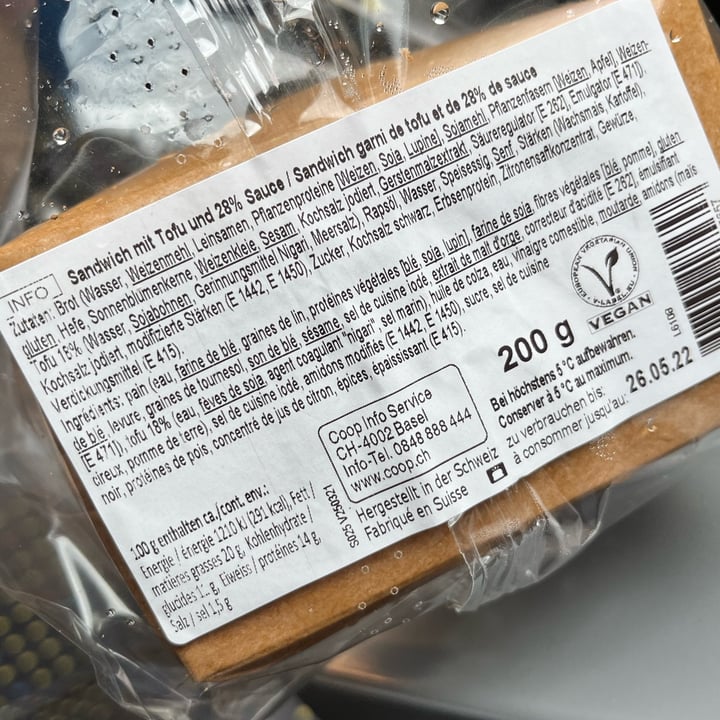 INFO
Sandwich mit Tofu und 28% Sauce / Sandwich garni de tofu et de 28% de sauce
Zutaten: Brot (Wasser, Weizenmehl, Leinsamen, Pflanzenproteine [Weizen, Soja, Lupine], Sojamehl, Pflanzenfasern [Weizen, Apfel], Weizen-
gluten, Hefe, Sonnenblumenkerne, Weizenkleie, Sesam, Kochsalz jodiert, Gerstenmalzextrakt, Säureregulator [E 262], Emulgator [E 471]),
Tofu 18% (Wasser, Sojabohnen, Gerinnungsmittel Nigari, Meersalz), Rapsöl, Wasser, Speiseessig, Senf, Stärken (Wachsmais, Kartoffel),
Kochsalz jodiert, modifizierte Stärken (E 1442, E 1450), Zucker, Kochsalz schwarz, Erbsenprotein, Zitronensaftkonzentrat, Gewürze,
Verdickungsmittel (E 415).
Ingrédients: pain (eau, farine de blé, graines de lin, protéines végétales [blé, soja, lupin], farine de soja, fibres végétales [blé, pomme], gluten
de blé, levure, graines de tournesol, son de blé, sésame, sel de cuisine iodé, extrait de malt d'orge, correcteur d'acidité [E 262], émulsifiant
[E 471]), tofu 18% (eau, fèves de soja, agent coagulant "nigari", sel marin), huile de colza, eau, vinaigre comestible, moutarde, amidons (maïs
cireux, pomme de terre), sel de cuisine iodé, amidons modifiés (E 1442, E 1450), sucre, sel de cuisine
noir, protéines de pois, concentré de jus de citron, épices, épaississant (E 415).
EUROPEAN VEGETARIAN UNION
V-LABEL
VEGAN
200 g
Coop Info Service
CH-4002 Basel
Info-Tel. 0848 888 444
www.coop.ch
Bei höchstens 5°C aufbewahren.
Conserver à 5°C au maximum.
zu verbrauchen bis:
à consommer jusqu'au: 26.05.22
Hergestellt in der Schweiz
Fabriqué en Suisse
100 g enthalten ca./cont. env.:
Energie / énergie 1210 kJ (291 kcal), Fett /
matières grasses 20 g, Kohlenhydrate /
glucides g, Eiweiss / protéines 14 g,
Salz / sel 1,5 g